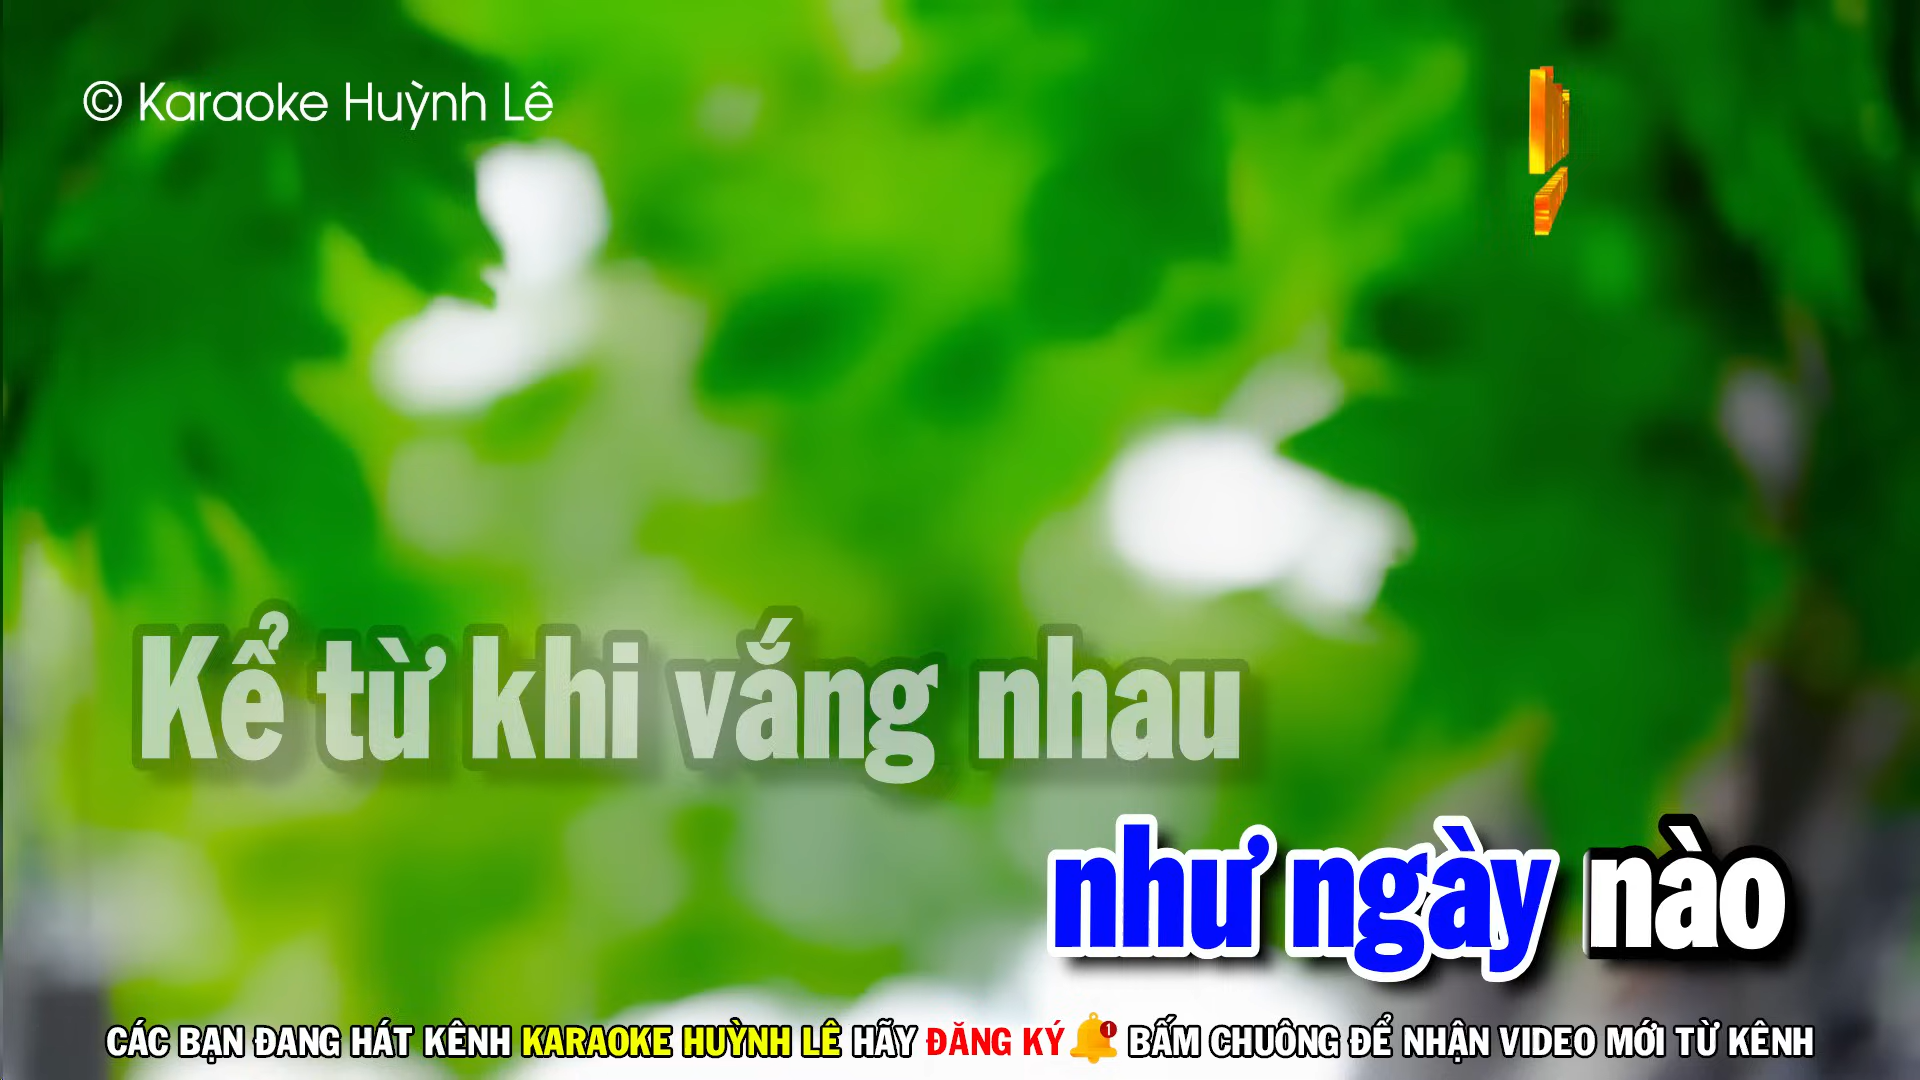 © Karaoke Huỳnh Lê
Kể từ khi vắng nhau
như ngày nào
CÁC BẠN ĐANG HÁT KÊNH KARAOKE HUỲNH LÊ HÃY ĐĂNG KÝ 1 BẤM CHUÔNG ĐỂ NHẬN VIDEO MỚI TỪ KÊNH